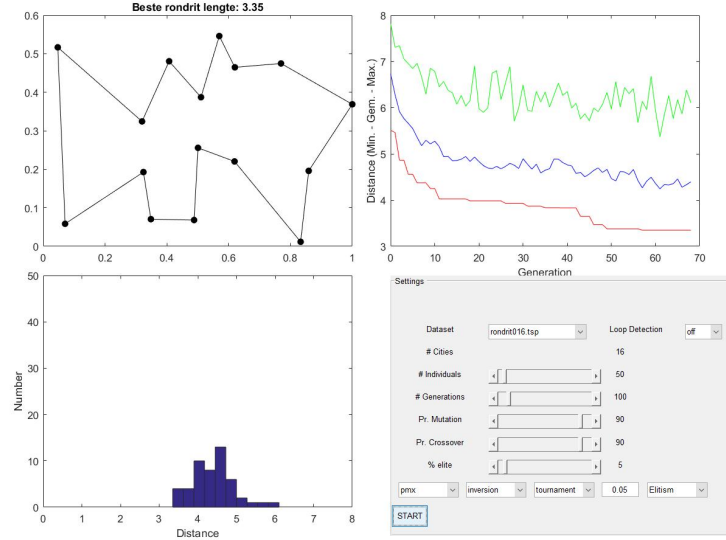 Beste rondrit lengte: 3.35
0.6
0.5
0.4
0.3
0.2
0.1
0
0 0.2 0.4 0.6 0.8 1
Distance (Min. - Gem. - Max.)
8
7
6
5
4
3
0 10 20 30 40 50 60 70
Generation
Number
50
40
30
20
10
0
0 1 2 3 4 5 6 7 8
Distance
Settings
Dataset rondrit016.tsp Loop Detection off
# Cities 16
# Individuals 50
# Generations 100
Pr. Mutation 90
Pr. Crossover 90
% elite 5
pmx inversion tournament 0.05 Elitism
START